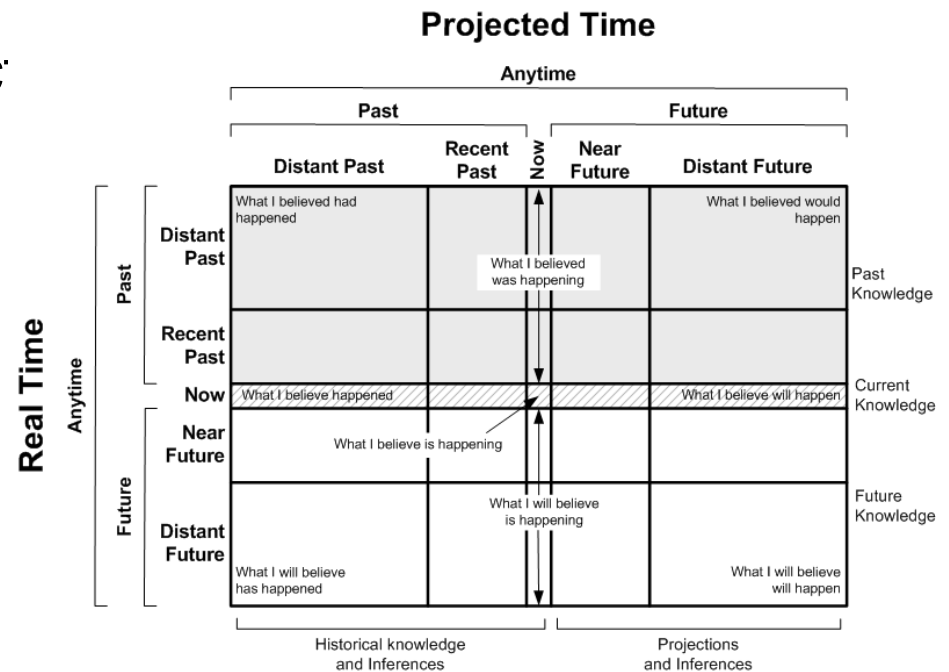 Projected Time
Anytime
Past
Future
Distant Past
Recent
Past
Now
Near
Future
Distant Future
Real Time
Anytime
Past
Future
Distant
Past
Recent
Past
Now
Near
Future
Distant
Future
What I believed had
happened
What I believed would
happen
What I believed
was happening
What I believe happened
What I believe will happen
What I believe is happening
What I will believe
is happening
What I will believe
has happened
What I will believe
will happen
Past
Knowledge
Current
Knowledge
Future
Knowledge
Historical knowledge
and Inferences
Projections
and Inferences